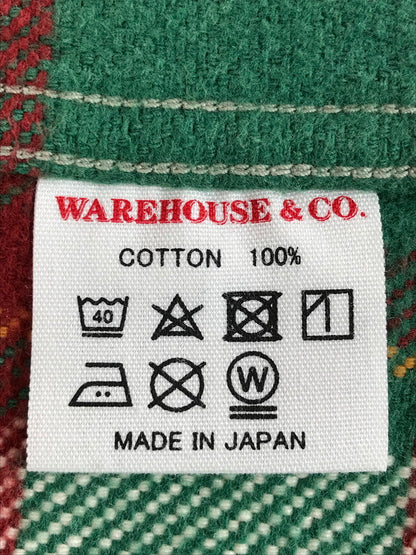 WAREHOUSE & CO.
COTTON 100%
40
W
MADE IN JAPAN